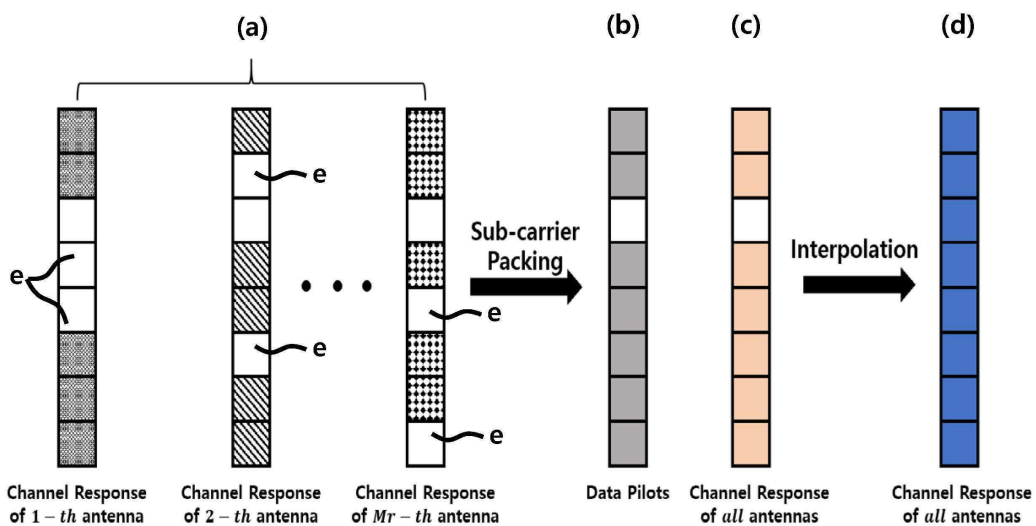 (a)
(b)
(c)
(d)
e
e
e
e
e
Sub-carrier
Packing
Interpolation
Channel Response
of 1 − th antenna
Channel Response
of 2 − th antenna
Channel Response
of Mr − th antenna
Data Pilots
Channel Response
of all antennas
Channel Response
of all antennas